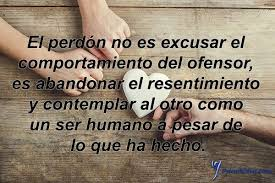 El perdón no es excusar el
comportamiento del ofensor,
es abandonar el resentimiento
y contemplar al otro como
un ser humano a pesar de
lo que ha hecho.